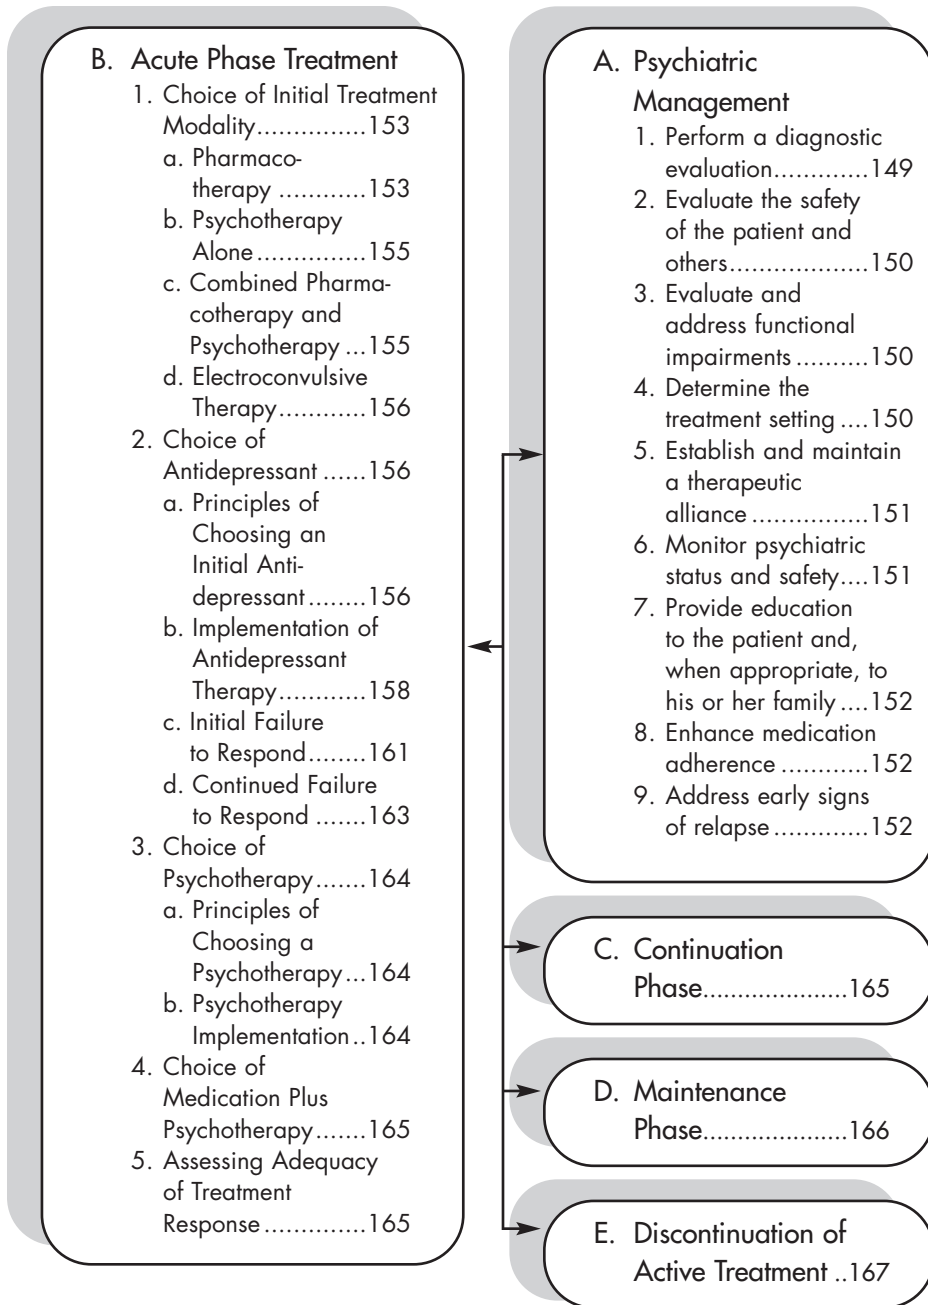 B. Acute Phase Treatment
1. Choice of Initial Treatment
Modality...............153
a. Pharmaco-
therapy ............153
b. Psychotherapy
Alone...............155
c. Combined Pharma-
cotherapy and
Psychotherapy ...155
d. Electroconvulsive
Therapy............156
2. Choice of
Antidepressant ......156
a. Principles of
Choosing an
Initial Anti-
depressant........156
b. Implementation of
Antidepressant
Therapy............158
c. Initial Failure
to Respond........161
d. Continued Failure
to Respond .......163
3. Choice of
Psychotherapy.......164
a. Principles of
Choosing a
Psychotherapy...164
b. Psychotherapy
Implementation..164
4. Choice of
Medication Plus
Psychotherapy.......165
5. Assessing Adequacy
of Treatment
Response.............165
A. Psychiatric
Management
1. Perform a diagnostic
evaluation............149
2. Evaluate the safety
of the patient and
others..................150
3. Evaluate and
address functional
impairments ..........150
4. Determine the
treatment setting ....150
5. Establish and maintain
a therapeutic
alliance ...............151
6. Monitor psychiatric
status and safety....151
7. Provide education
to the patient and,
when appropriate, to
his or her family ....152
8. Enhance medication
adherence ............152
9. Address early signs
of relapse .............152
C. Continuation
Phase.....................165
D. Maintenance
Phase.....................166
E. Discontinuation of
Active Treatment ..167